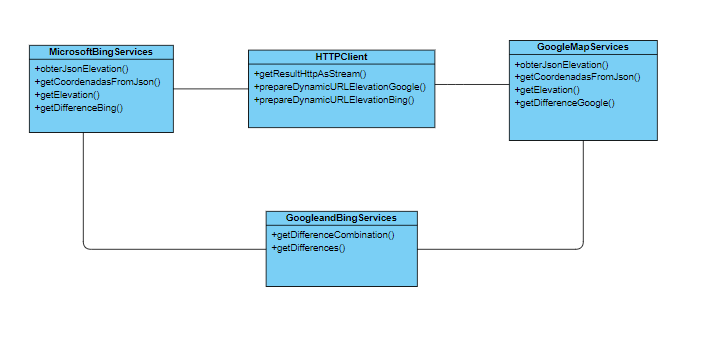 MicrosoftBingServices
+obterJsonElevation()
+getCoordenadasFromJson()
+getElevation()
+getDifferenceBing()
HTTPClient
+getResultHttpAsStream()
+prepareDynamicURLElevationGoogle()
+prepareDynamicURLElevationBing()
GoogleMapServices
+obterJsonElevation()
+getCoordenadasFromJson()
+getElevation()
+getDifferenceGoogle()
GoogleandBingServices
+getDifferenceCombination()
+getDifferences()